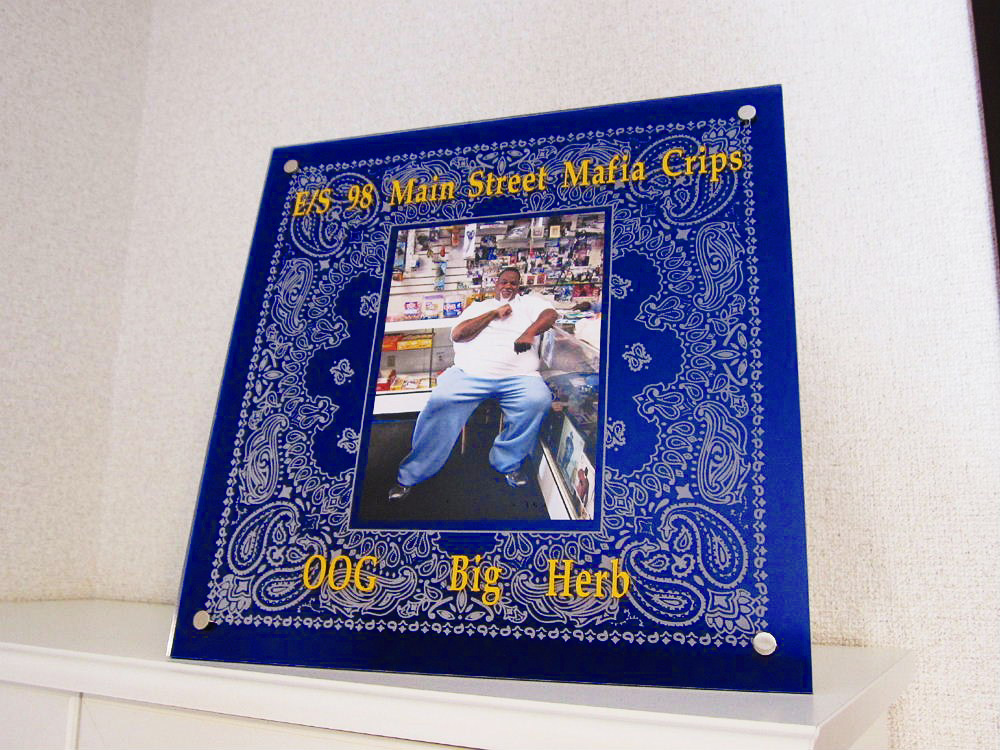 E/S 98 Main Street Mafia Crips
OOG Big Herb